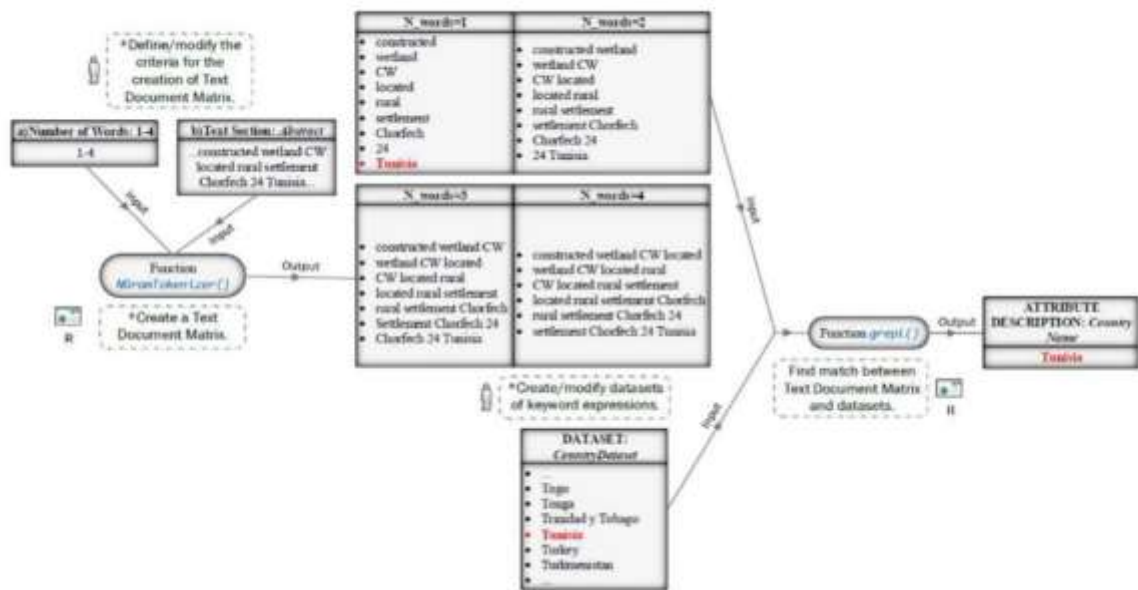 *Define/modify the
criteria for the
creation of Text
Document Matrix.
a)Number of Words: 1-4
1-4
b)Text Section: Abstract
...constructed wetland CW
located rural settlement
Chorfech 24 Tunisia...
Input
Input
Function
NGramTokenizer()
*Create a Text
Document Matrix.
R
Output
N_words=1
constructed
wetland
CW
located
rural
settlement
Chorfech
24
Tunisia
N_words=2
constructed wetland
wetland CW
CW located
located rural
rural settlement
settlement Chorfech
Chorfech 24
24 Tunisia
N_words=3
constructed wetland CW
wetland CW located
CW located rural
located rural settlement
rural settlement Chorfech
Settlement Chorfech 24
Chorfech 24 Tunisia
N_words=4
constructed wetland CW located
wetland CW located rural
CW located rural settlement
located rural settlement Chorfech
rural settlement Chorfech 24
settlement Chorfech 24 Tunisia
*Create/modify datasets
of keyword expressions.
DATASET:
CountryDataset
...
Togo
Tonga
Trinidad y Tobago
Tunisia
Turkey
Turkmenistan
...
Input
Input
Function grepl()
Find match between
Text Document Matrix
and datasets.
R
Output
ATTRIBUTE
DESCRIPTION: Country
Name
Tunisia